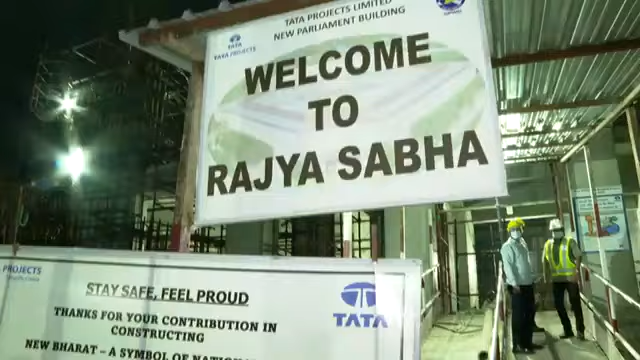 TATA PROJECTS LIMITED
NEW PARLIAMENT BUILDING
TATA
TATA PROJECTS
WELCOME
TO
RAJYA SABHA
PROJECTS
STAY SAFE, FEEL PROUD
THANKS FOR YOUR CONTRIBUTION IN
CONSTRUCTING
NEW BHARAT – A SYMBOL OF
TATA